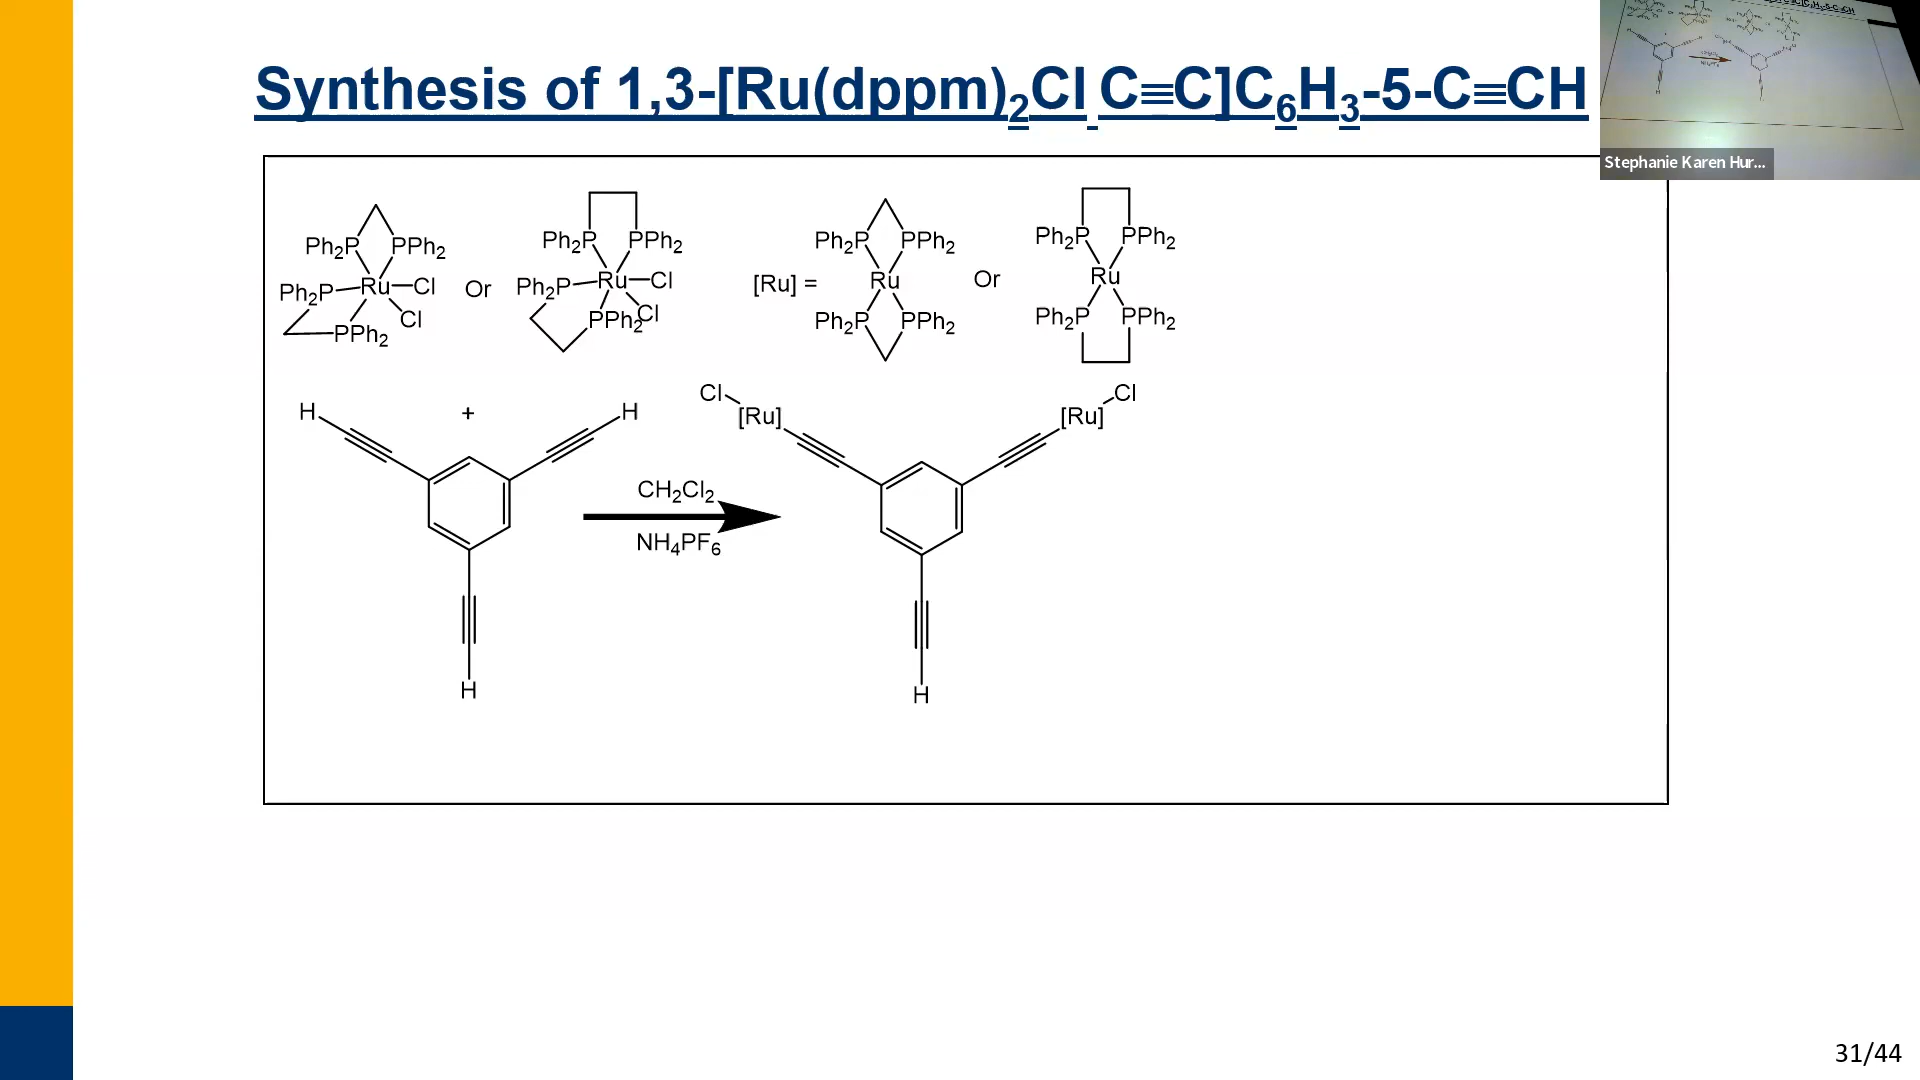 Synthesis of 1,3-[Ru(dppm)₂Cl C≡C]C₆H₃-5-C≡CH
Stephanie Karen Hur...
Ph₂P PPh₂
Ph₂P Ru Cl
Cl
PPh₂
Or
Ph₂P PPh₂
Ph₂P Ru Cl
Cl
PPh₂
[Ru] =
Ph₂P PPh₂
Ru
Ph₂P PPh₂
Or
Ph₂P PPh₂
Ru
Ph₂P PPh₂
H + H
H
CH₂Cl₂
NH₄PF₆
Cl Cl
[Ru] [Ru]
H
31/44